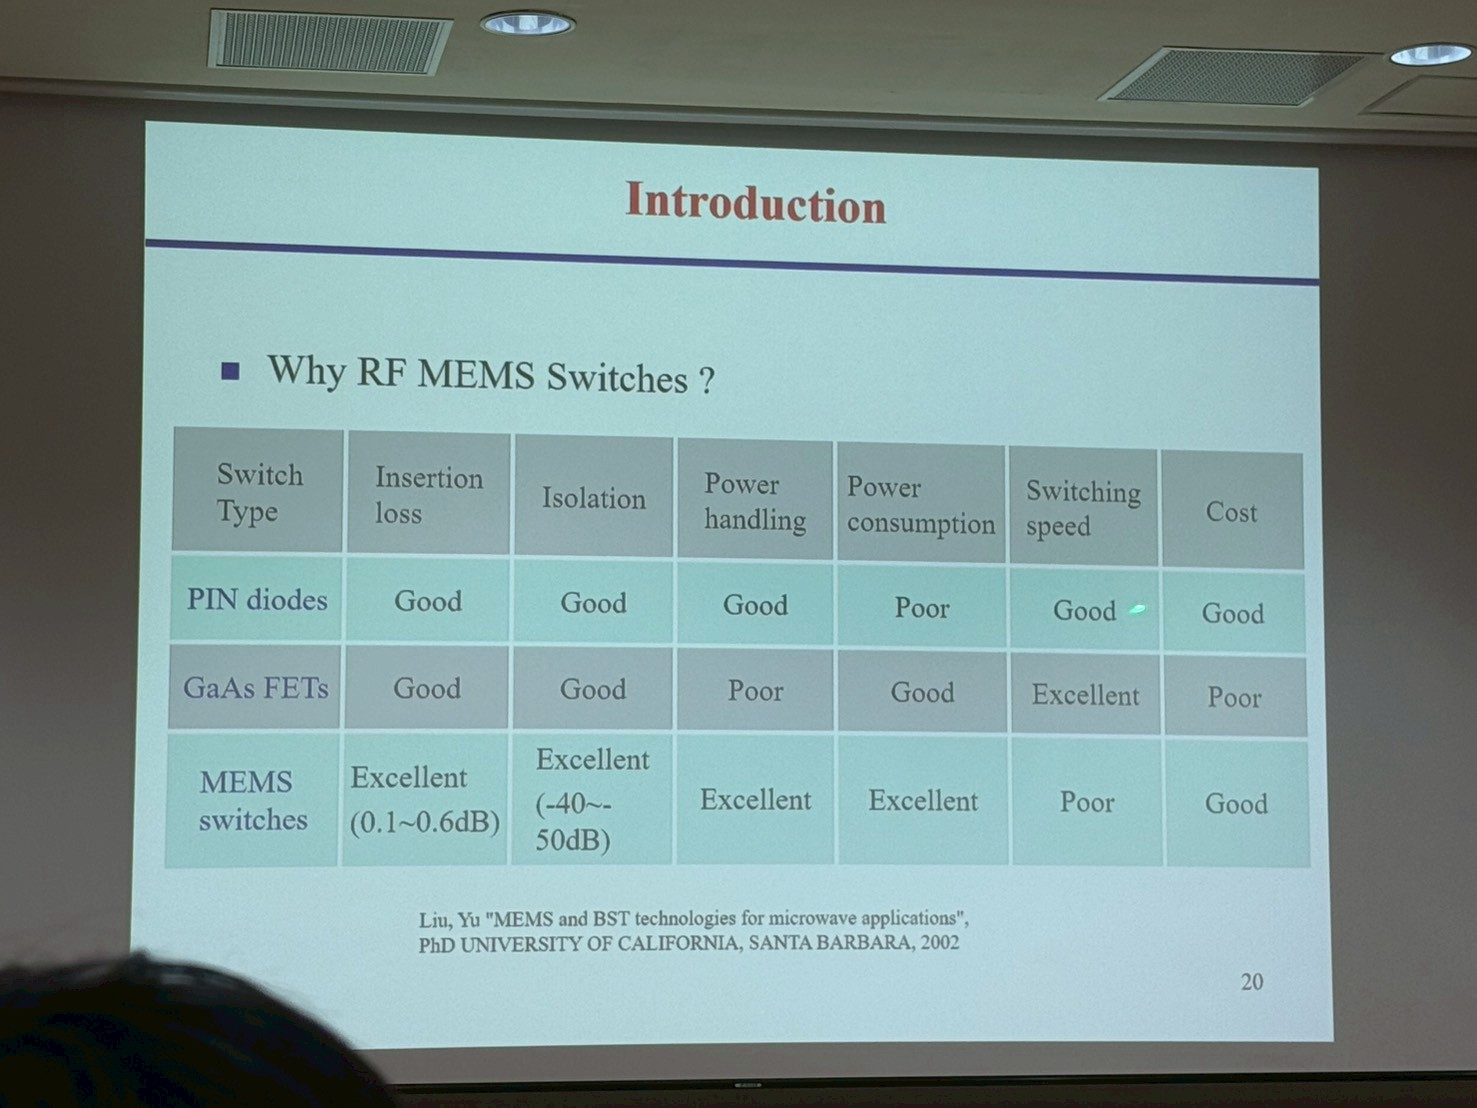 Introduction
Why RF MEMS Switches ?
Switch Type | Insertion loss | Isolation | Power handling | Power consumption | Switching speed | Cost
PIN diodes | Good | Good | Good | Poor | Good | Good
GaAs FETs | Good | Good | Poor | Good | Excellent | Poor
MEMS switches | Excellent (0.1~0.6dB) | Excellent (-40~-50dB) | Excellent | Excellent | Poor | Good
Liu, Yu "MEMS and BST technologies for microwave applications",
PhD UNIVERSITY OF CALIFORNIA, SANTA BARBARA, 2002
20